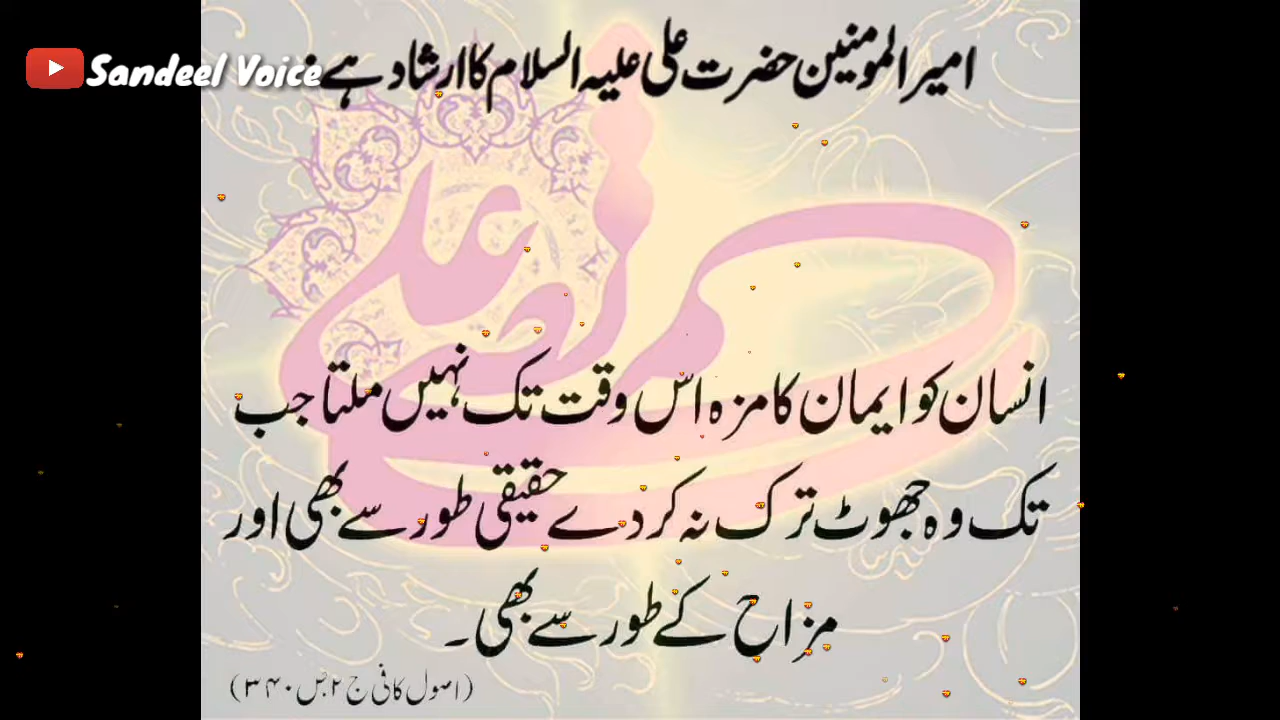 Sandeel Voice
امیر المومنین حضرت علی علیہ السلام کا ارشاد ہے:
انسان کو ایمان کا مزہ اس وقت تک نہیں ملتا جب
تک وہ جھوٹ ترک نہ کر دے حقیقی طور سے بھی اور
مزاح کے طور سے بھی۔
(اصول کافی ج ۲ ص ۳۴۰)